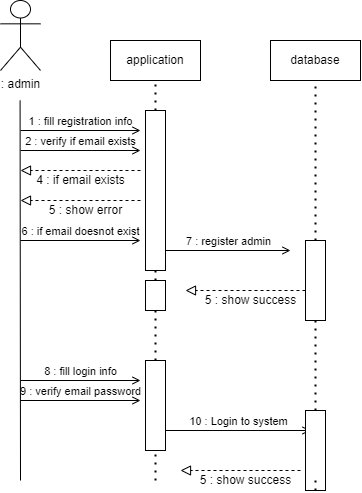 application
database
: admin
1 : fill registration info
2 : verify if email exists
4 : if email exists
5 : show error
6 : if email doesnot exist
7 : register admin
5 : show success
8 : fill login info
9 : verify email password
10 : Login to system
5 : show success